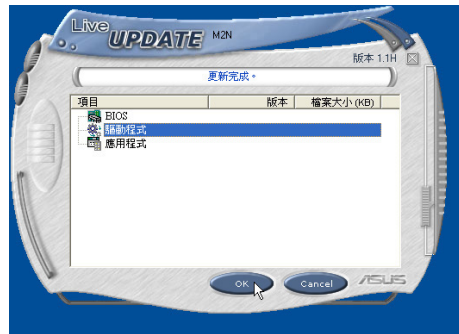 Live
UPDATE M2N
版本 1.1H
更新完成。
項目 版本 檔案大小 (KB)
BIOS
驅動程式
應用程式
OK Cancel
ASUS